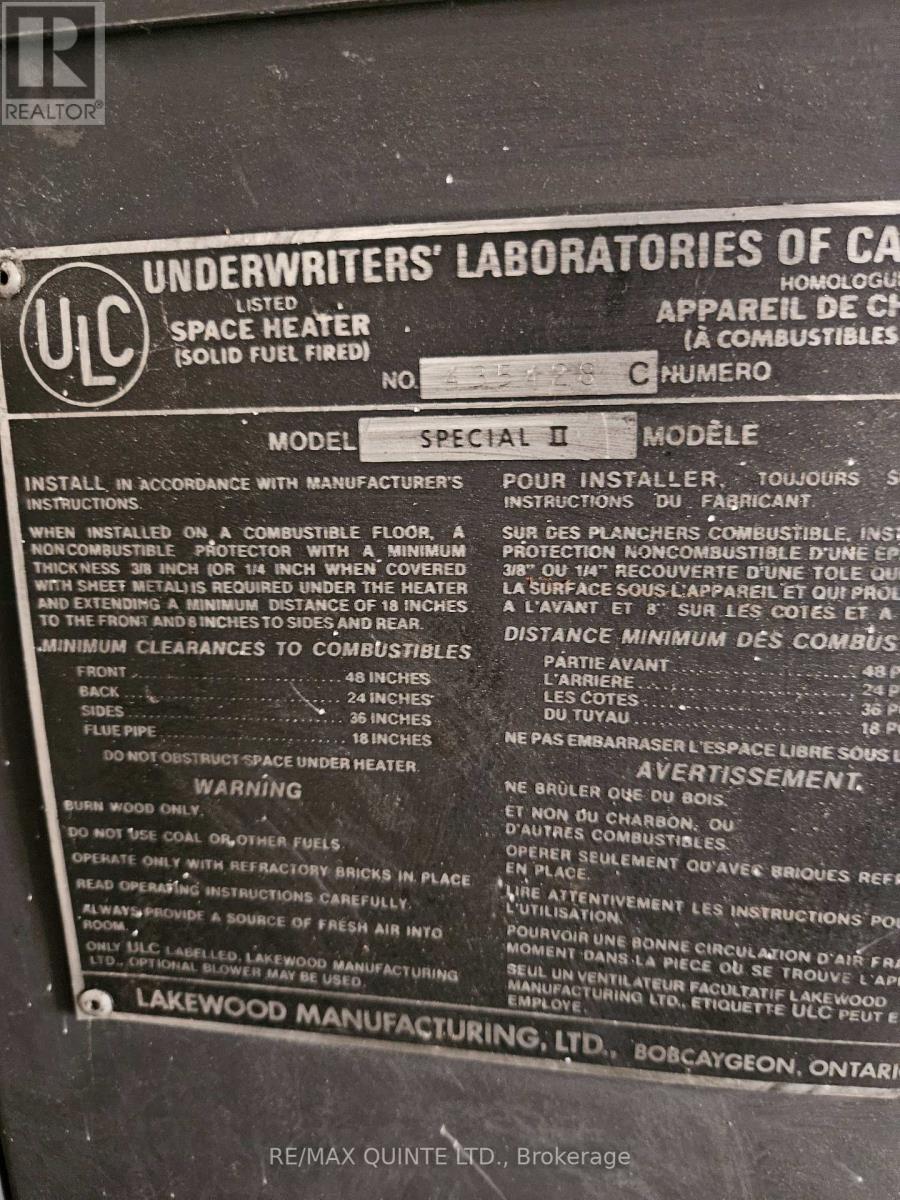 R
REALTOR®
UNDERWRITERS' LABORATORIES OF CA
ULC
LISTED
SPACE HEATER
(SOLID FUEL FIRED)
HOMOLOGU
APPAREIL DE CH
(À COMBUSTIBLES
NO. 435428 C NUMERO
MODEL SPECIAL II MODÈLE
INSTALL IN ACCORDANCE WITH MANUFACTURER'S
INSTRUCTIONS.
WHEN INSTALLED ON A COMBUSTIBLE FLOOR, A
NONCOMBUSTIBLE PROTECTOR WITH A MINIMUM
THICKNESS 3/8 INCH (OR 1/4 INCH WHEN COVERED
WITH SHEET METAL) IS REQUIRED UNDER THE HEATER
AND EXTENDING A MINIMUM DISTANCE OF 18 INCHES
TO THE FRONT AND 8 INCHES TO SIDES AND REAR.
MINIMUM CLEARANCES TO COMBUSTIBLES
FRONT 48 INCHES
BACK 24 INCHES
SIDES 36 INCHES
FLUE PIPE 18 INCHES
DO NOT OBSTRUCT SPACE UNDER HEATER.
WARNING
BURN WOOD ONLY.
DO NOT USE COAL OR OTHER FUELS
OPERATE ONLY WITH REFRACTORY BRICKS IN PLACE
READ OPERATING INSTRUCTIONS CAREFULLY.
ALWAYS PROVIDE A SOURCE OF FRESH AIR INTO
ROOM.
ONLY ULC LABELLED, LAKEWOOD MANUFACTURING
LTD., OPTIONAL BLOWER MAY BE USED.
POUR INSTALLER, TOUJOURS S
INSTRUCTIONS DU FABRICANT
SUR DES PLANCHERS COMBUSTIBLE, INST
PROTECTION NONCOMBUSTIBLE D'UNE ÉP
3/8" OU 1/4" RECOUVERTE D'UNE TOLE QU
LA SURFACE SOUS L'APPAREIL ET QUI PROL
A L'AVANT ET 8" SUR LES COTES ET A
DISTANCE MINIMUM DES COMBUS
PARTIE AVANT 48 P
L'ARRIERE 24 P
LES COTES 36 P
DU TUYAU 18 P
NE PAS EMBARRASER L'ESPACE LIBRE SOUS L
AVERTISSEMENT.
NE BRÛLER QUE DU BOIS.
ET NON DU CHARBON, OU
D'AUTRES COMBUSTIBLES.
OPÉRER SEULEMENT QU'AVEC BRIQUES REFR
EN PLACE.
LIRE ATTENTIVEMENT LES INSTRUCTIONS POU
L'UTILISATION.
POURVOIR UNE BONNE CIRCULATION D'AIR FRA
MOMENT DANS LA PIECE OÙ SE TROUVE L'APP
SEUL UN VENTILATEUR FACULTATIF LAKEWOOD
MANUFACTURING LTD., ETIQUETTE ULC PEUT E
EMPLOYE.
LAKEWOOD MANUFACTURING, LTD., BOBCAYGEON, ONTARI
RE/MAX QUINTE LTD., Brokerage